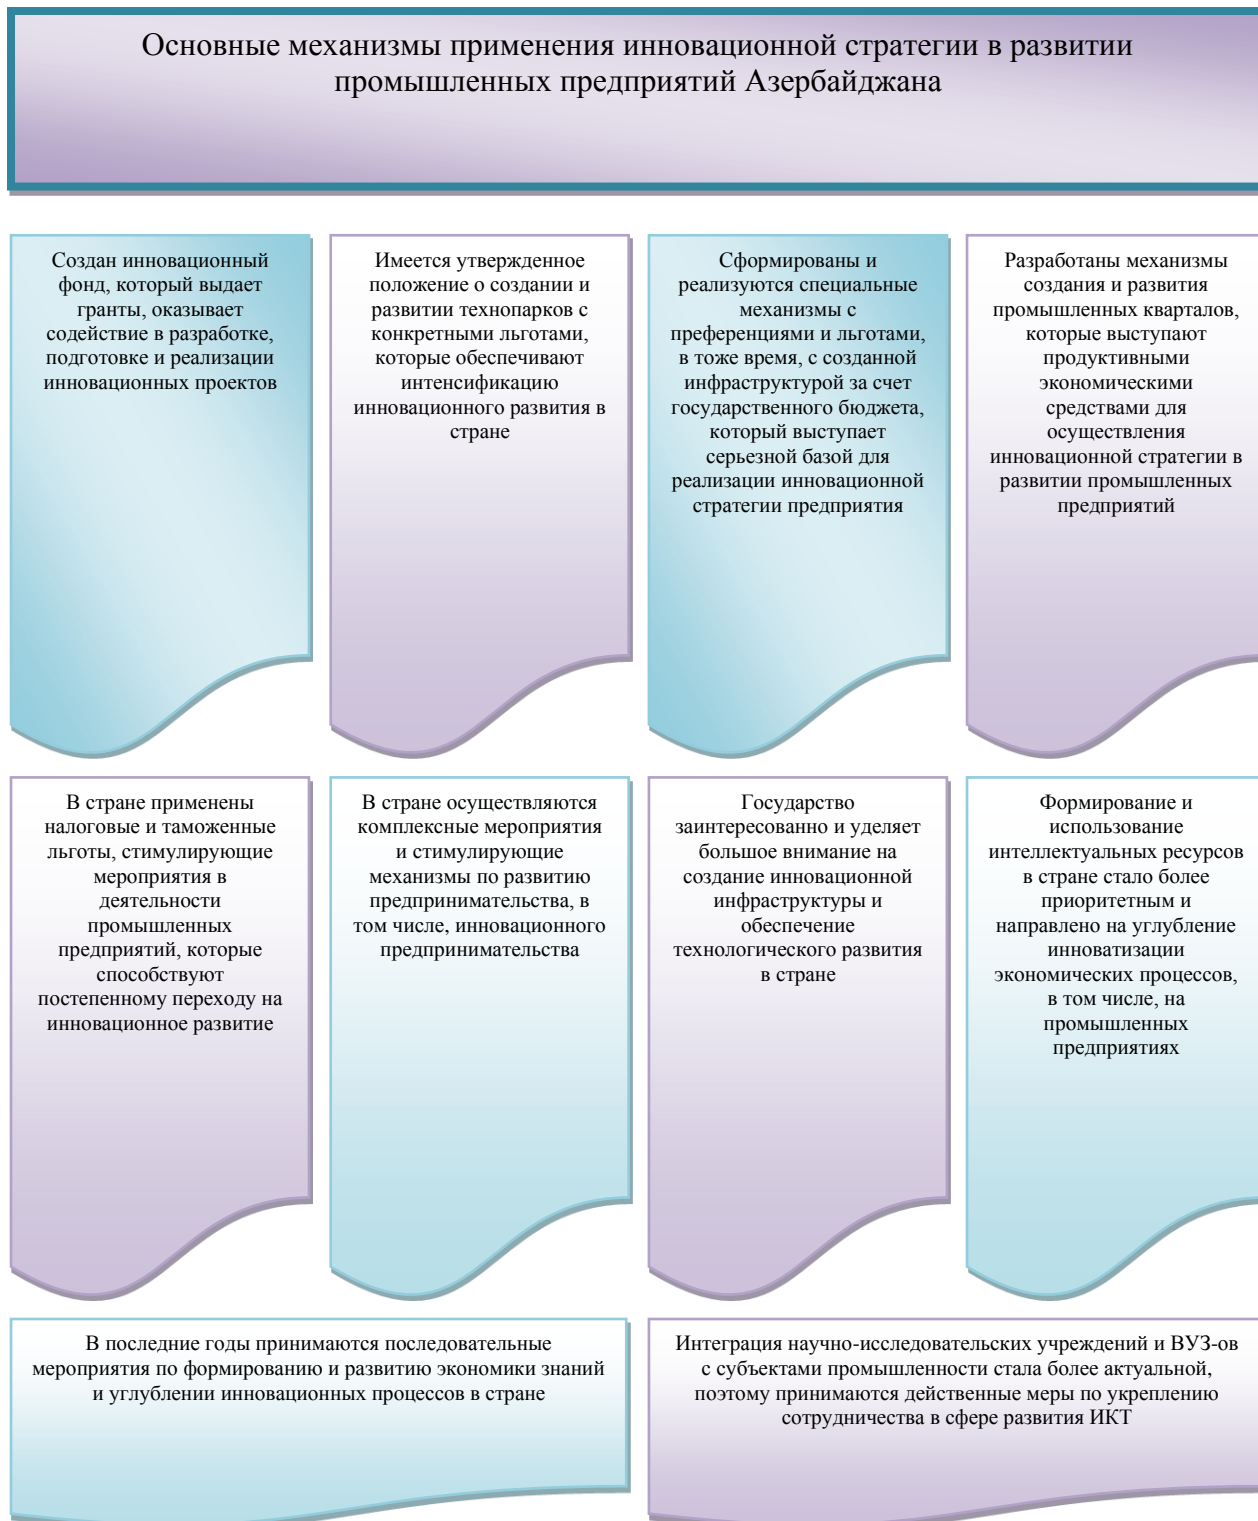 Основные механизмы применения инновационной стратегии в развитии
промышленных предприятий Азербайджана
Создан инновационный
фонд, который выдает
гранты, оказывает
содействие в разработке,
подготовке и реализации
инновационных проектов
Имеется утвержденное
положение о создании и
развитии технопарков с
конкретными льготами,
которые обеспечивают
интенсификацию
инновационного развития в
стране
Сформированы и
реализуются специальные
механизмы с
преференциями и льготами,
в тоже время, с созданной
инфраструктурой за счет
государственного бюджета,
который выступает
серьезной базой для
реализации инновационной
стратегии предприятия
Разработаны механизмы
создания и развития
промышленных кварталов,
которые выступают
продуктивными
экономическими
средствами для
осуществления
инновационной стратегии в
развитии промышленных
предприятий
В стране применены
налоговые и таможенные
льготы, стимулирующие
мероприятия в
деятельности
промышленных
предприятий, которые
способствуют
постепенному переходу на
инновационное развитие
В стране осуществляются
комплексные мероприятия
и стимулирующие
механизмы по развитию
предпринимательства, в
том числе, инновационного
предпринимательства
Государство
заинтересованно и уделяет
большое внимание на
создание инновационной
инфраструктуры и
обеспечение
технологического развития
в стране
Формирование и
использование
интеллектуальных ресурсов
в стране стало более
приоритетным и
направлено на углубление
инноватизации
экономических процессов,
в том числе, на
промышленных
предприятиях
В последние годы принимаются последовательные
мероприятия по формированию и развитию экономики знаний
и углублении инновационных процессов в стране
Интеграция научно-исследовательских учреждений и ВУЗ-ов
с субъектами промышленности стала более актуальной,
поэтому принимаются действенные меры по укреплению
сотрудничества в сфере развития ИКТ